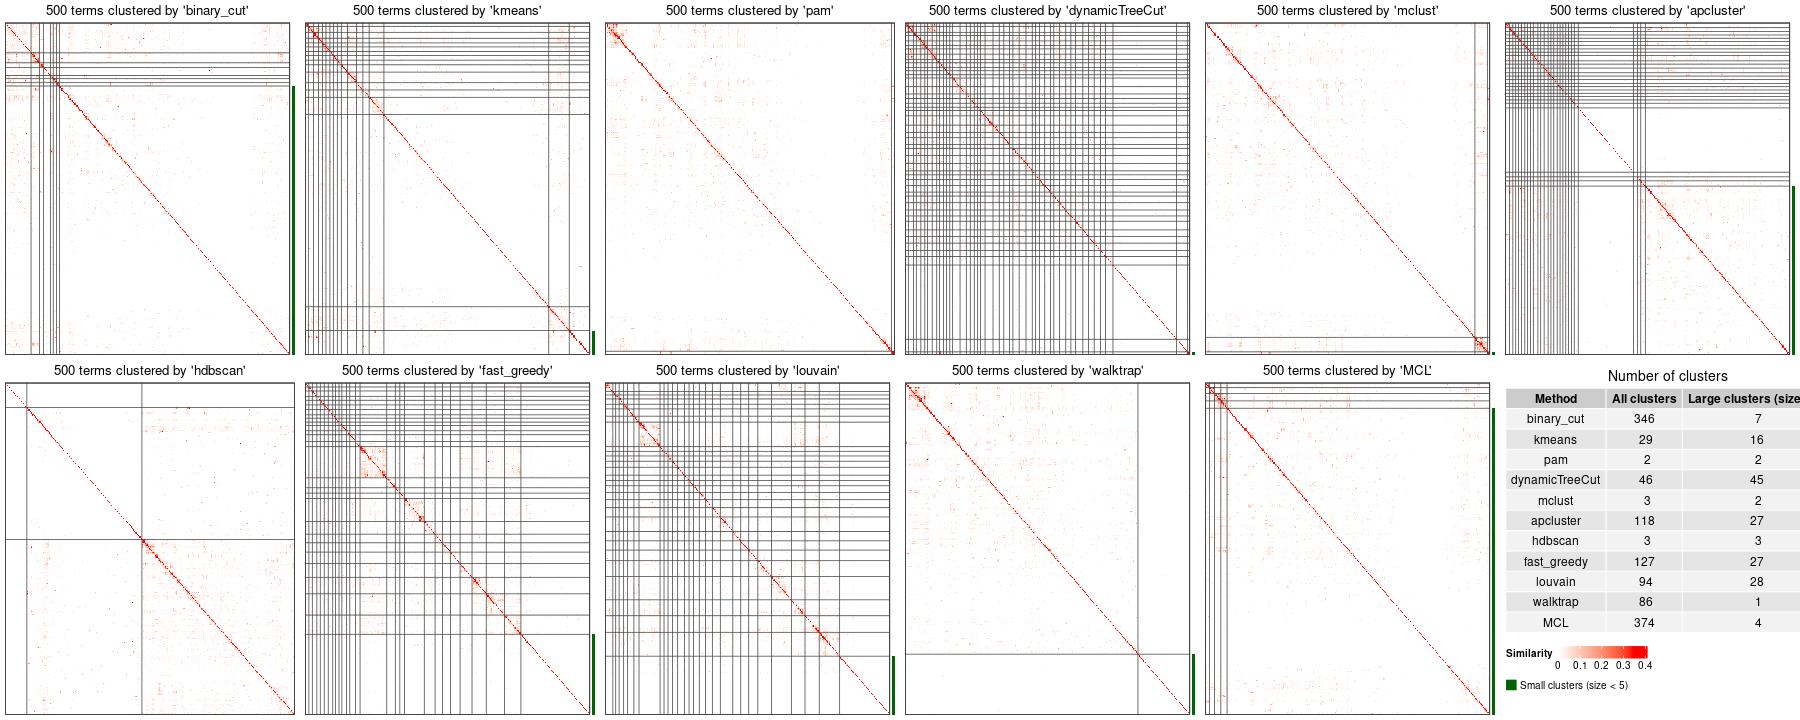 500 terms clustered by 'binary_cut'
500 terms clustered by 'kmeans'
500 terms clustered by 'pam'
500 terms clustered by 'dynamicTreeCut'
500 terms clustered by 'mclust'
500 terms clustered by 'apcluster'
500 terms clustered by 'hdbscan'
500 terms clustered by 'fast_greedy'
500 terms clustered by 'louvain'
500 terms clustered by 'walktrap'
500 terms clustered by 'MCL'
Number of clusters
Method All clusters Large clusters (size
binary_cut 346 7
kmeans 29 16
pam 2 2
dynamicTreeCut 46 45
mclust 3 2
apcluster 118 27
hdbscan 3 3
fast_greedy 127 27
louvain 94 28
walktrap 86 1
MCL 374 4
Similarity
0 0.1 0.2 0.3 0.4
Small clusters (size < 5)